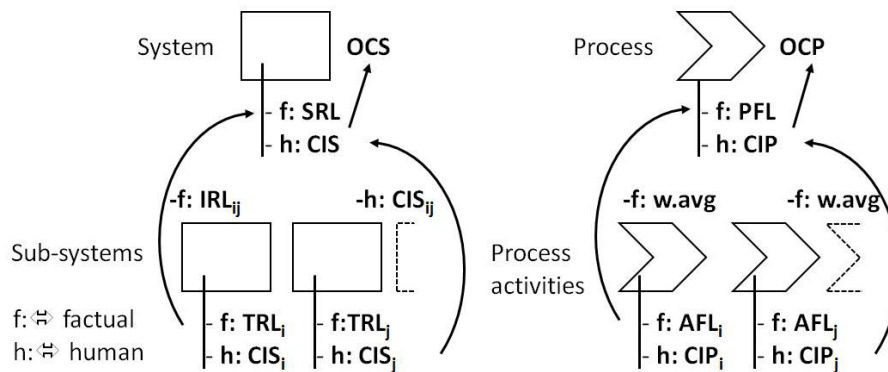 System OCS Process OCP
- f: SRL - f: PFL
- h: CIS - h: CIP
-f: IRLij -h: CISij -f: w.avg -f: w.avg
Sub-systems Process
activities
f:⇔ factual - f: TRLi - f:TRLj - f: AFLi - f: AFLj
h:⇔ human - h: CISi - h: CISj - h: CIPi - h: CIPj